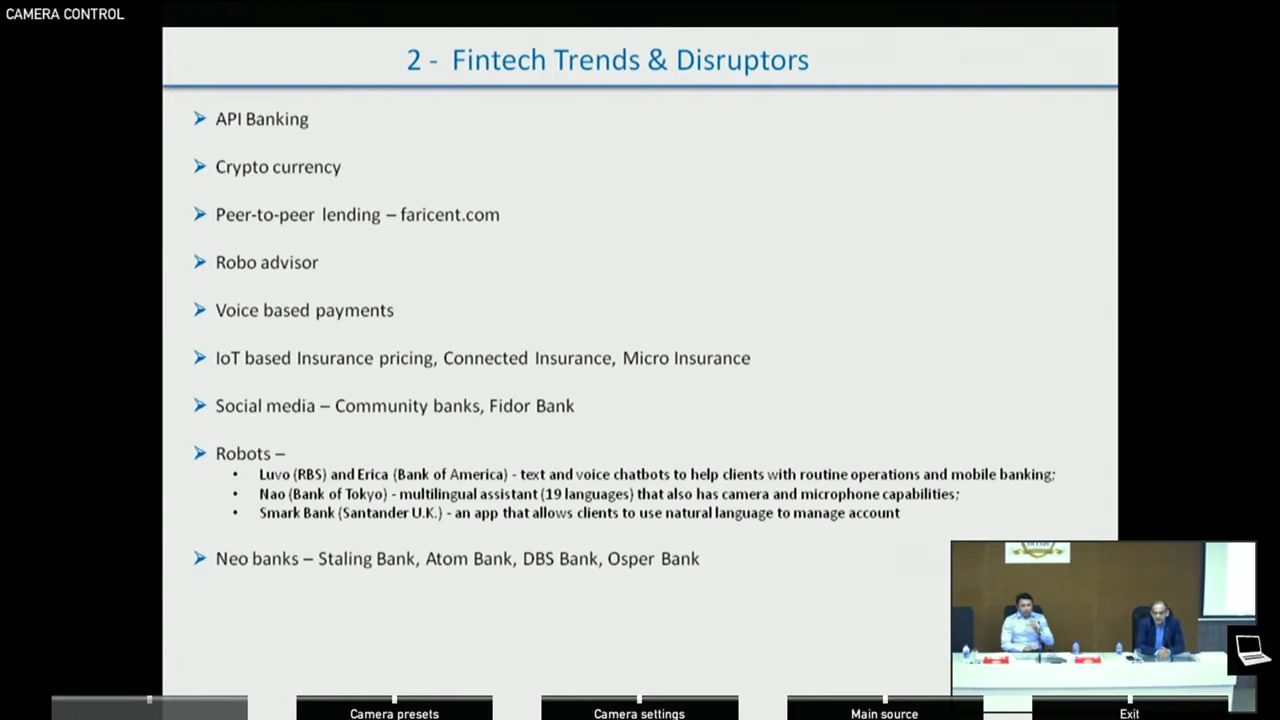 CAMERA CONTROL
2 - Fintech Trends & Disruptors
API Banking
Crypto currency
Peer-to-peer lending – faricent.com
Robo advisor
Voice based payments
IoT based Insurance pricing, Connected Insurance, Micro Insurance
Social media – Community banks, Fidor Bank
Robots –
Luvo (RBS) and Erica (Bank of America) - text and voice chatbots to help clients with routine operations and mobile banking;
Nao (Bank of Tokyo) - multilingual assistant (19 languages) that also has camera and microphone capabilities;
Smark Bank (Santander U.K.) - an app that allows clients to use natural language to manage account
Neo banks – Staling Bank, Atom Bank, DBS Bank, Osper Bank
Camera presets
Camera settings
Main source
Exit